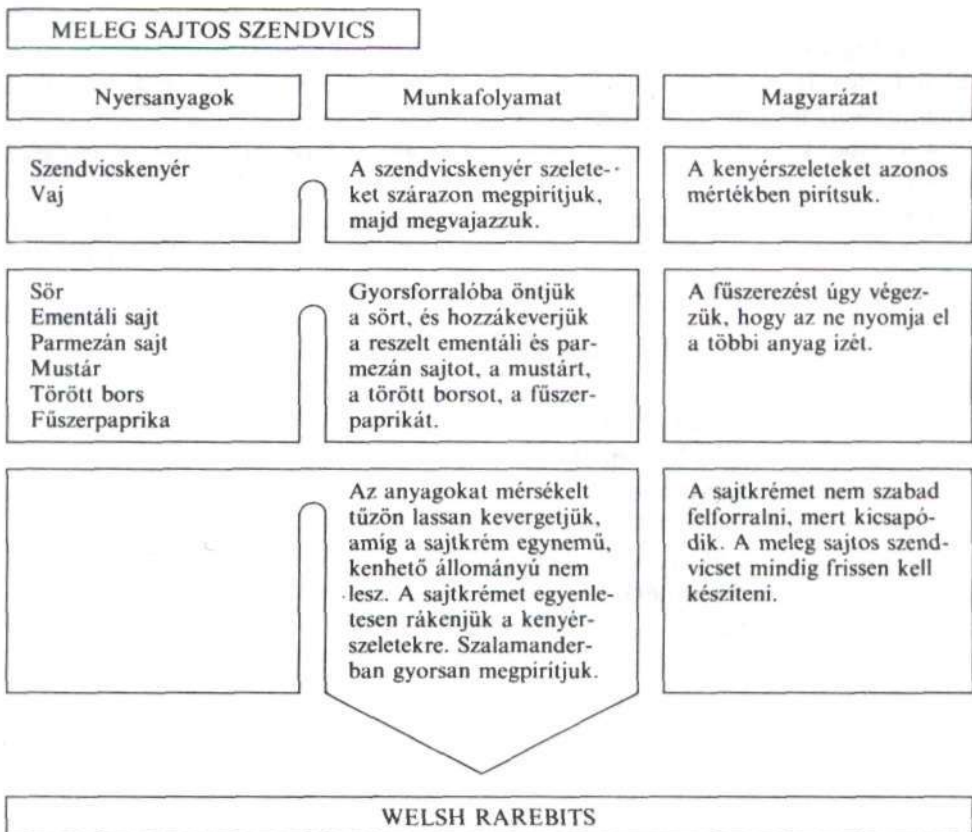 MELEG SAJTOS SZENDVICS
Nyersanyagok
Munkafolyamat
Magyarázat
Szendvicskenyér
Vaj
A szendvicskenyér szelete-
ket szárazon megpirítjuk,
majd megvajazzuk.
A kenyérszeleteket azonos
mértékben pirítsuk.
Sör
Ementáli sajt
Parmezán sajt
Mustár
Törött bors
Fűszerpaprika
Gyorsforralóba öntjük
a sört, és hozzákeverjük
a reszelt ementáli és par-
mezán sajtot, a mustárt,
a törött borsot, a fűszer-
paprikát.
A fűszerezést úgy végez-
zük, hogy az ne nyomja el
a többi anyag ízét.
Az anyagokat mérsékelt
tűzön lassan kevergetjük,
amíg a sajtkrém egynemű,
kenhető állományú nem
lesz. A sajtkrémet egyenle-
tesen rákenjük a kenyér-
szeletekre. Szalamander-
ban gyorsan megpirítjuk.
A sajtkrémet nem szabad
felforralni, mert kicsapó-
dik. A meleg sajtos szend-
vicset mindig frissen kell
készíteni.
WELSH RAREBITS